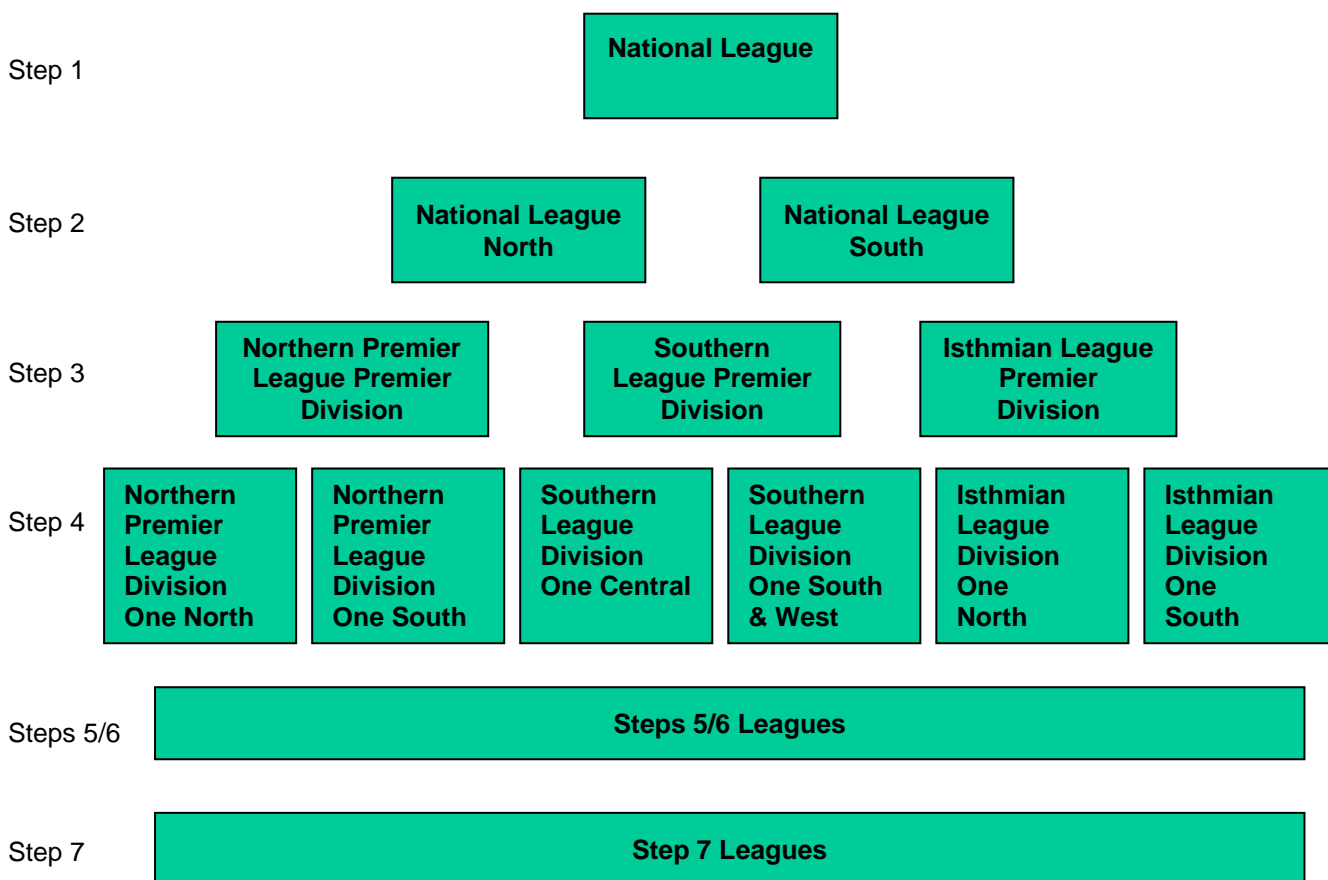 Step 1
National League
Step 2
National League
North
National League
South
Step 3
Northern Premier
League Premier
Division
Southern
League Premier
Division
Isthmian League
Premier
Division
Step 4
Northern
Premier
League
Division
One North
Northern
Premier
League
Division
One South
Southern
League
Division
One Central
Southern
League
Division
One South
& West
Isthmian
League
Division
One
North
Isthmian
League
Division
One
South
Steps 5/6
Steps 5/6 Leagues
Step 7
Step 7 Leagues